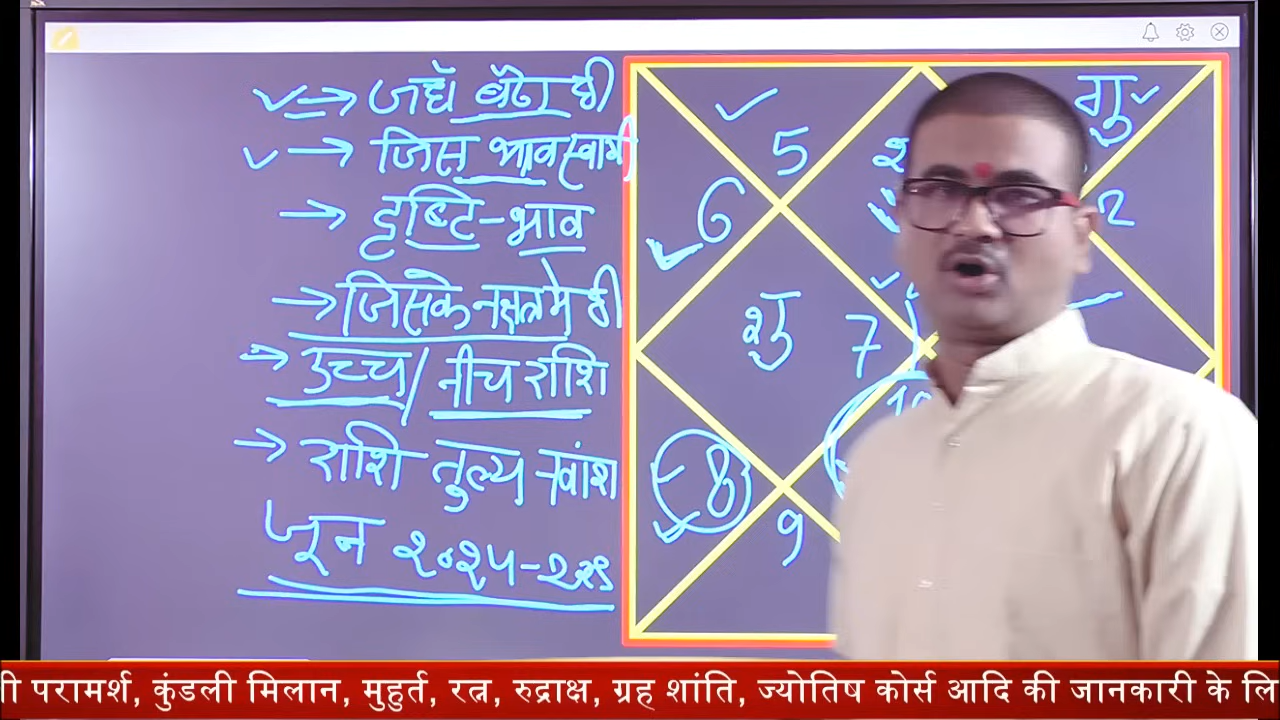 → जहाँ बैठा ही
→ जिस भाव स्वामी
→ दृष्टि-भाव
→ जिसके नक्षत्र मे ही
→ उच्च/नीच राशि
→ राशि तुल्य नवांश
जून २०२५-
गु
5
2
6
शु 7
8
9
ी परामर्श, कुंडली मिलान, मुहुर्त, रत्न, रुद्राक्ष, ग्रह शांति, ज्योतिष कोर्स आदि की जानकारी के लि